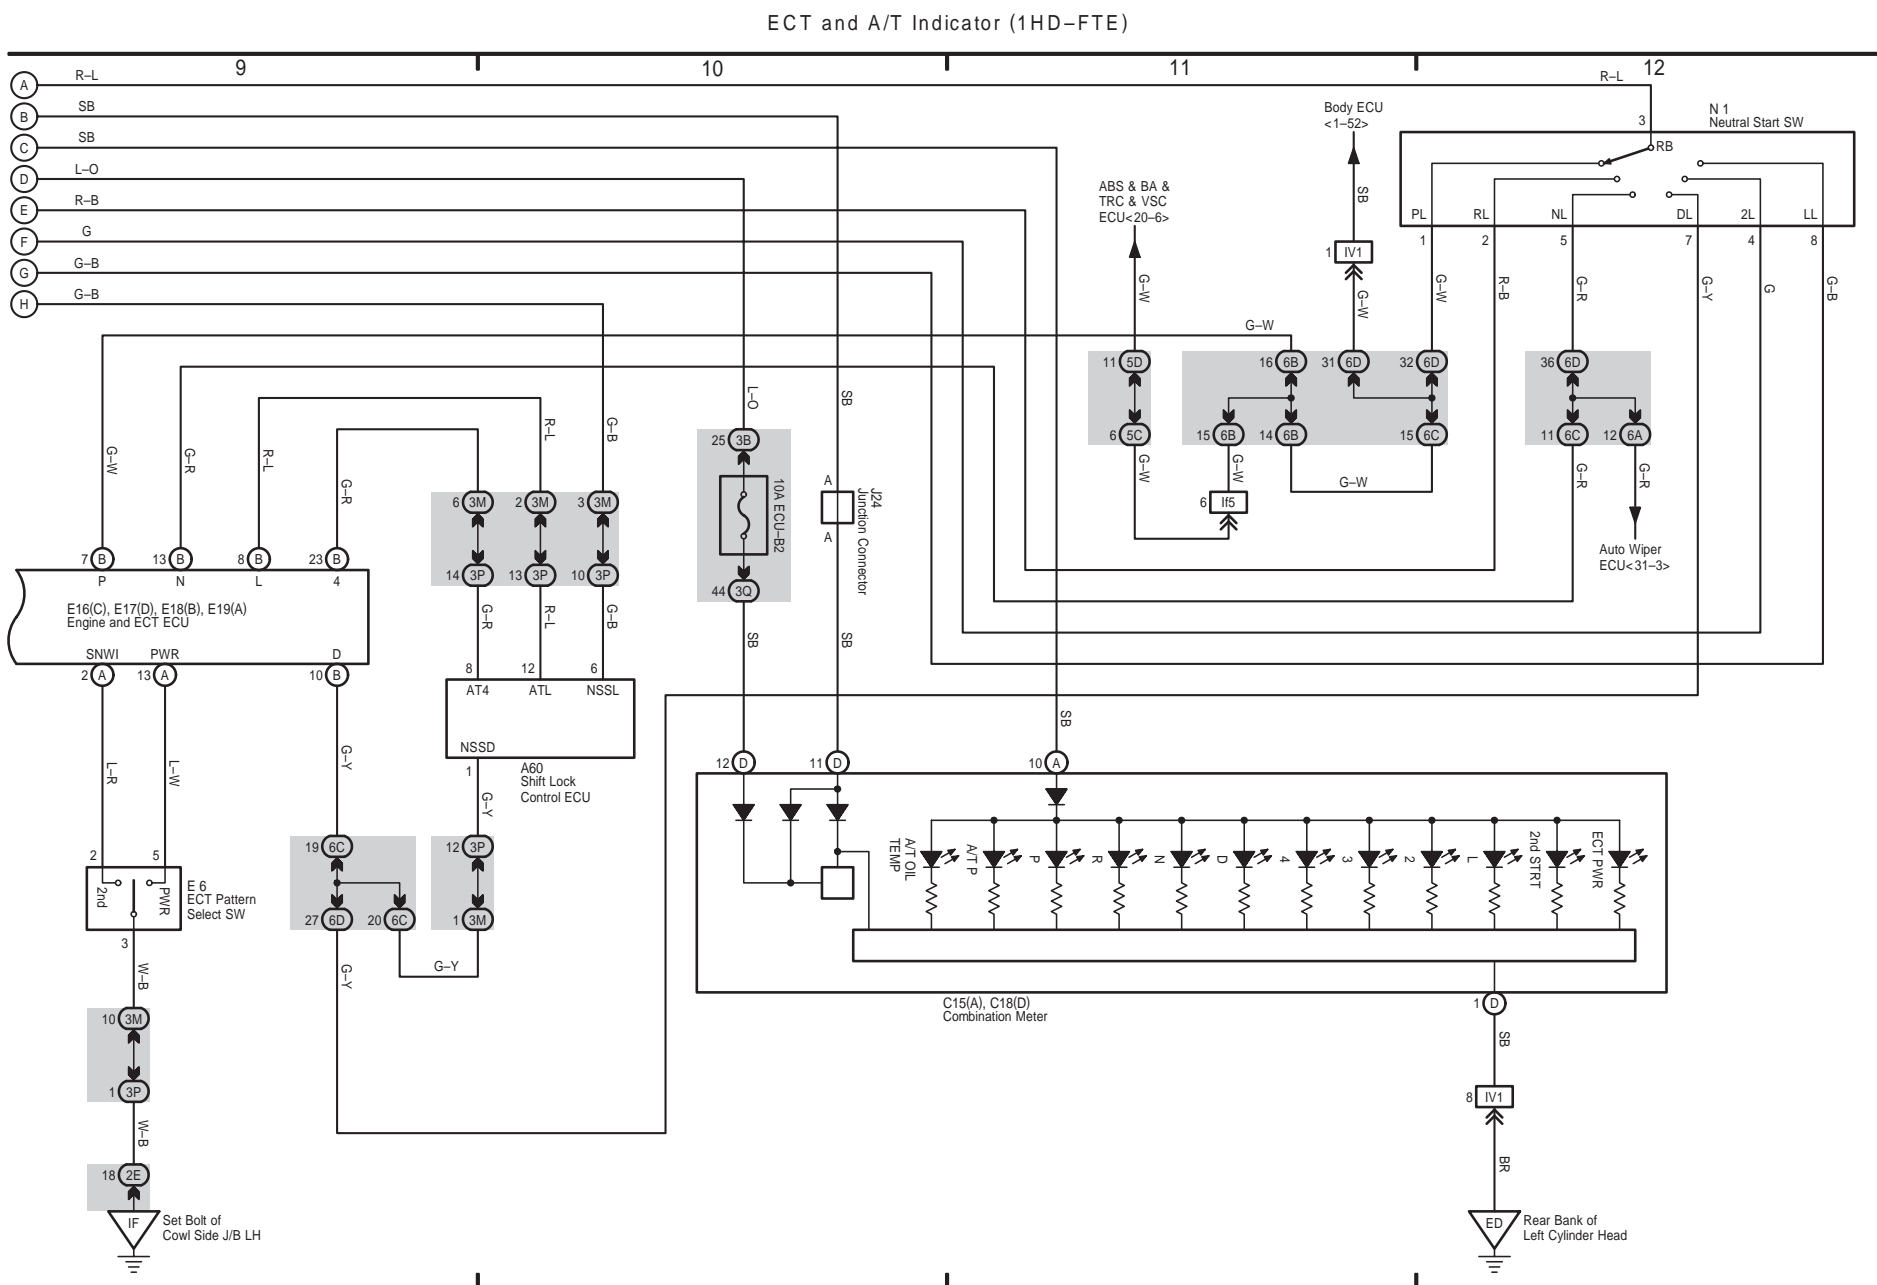 ECT and A/T Indicator (1HD–FTE)
9 10 11 12
A R–L
B SB
C SB
D L–O
E R–B
F G
G G–B
H G–B
R–L
Body ECU
<1–52>
N 1
Neutral Start SW
3
RB
ABS & BA &
TRC & VSC
ECU<20–6>
SB
PL RL NL DL 2L LL
1 2 5 7 4 8
1 IV1
G–W G–W G–W R–B G–R G–Y G G–B
G–W
11 5D 16 6B 31 6D 32 6D 36 6D
L–O SB
G–W G–R R–L G–R R–L G–B
25 3B
6 5C 15 6B 14 6B 15 6C 11 6C 12 6A
G–W G–W G–W G–R G–R
10A ECU–B2
A
J24
Junction Connector
A
6 If5
6 3M 2 3M 3 3M
Auto Wiper
ECU<31–3>
7 B 13 B 8 B 23 B
14 3P 13 3P 10 3P
44 3Q
P N L 4
E16(C), E17(D), E18(B), E19(A)
Engine and ECT ECU
G–R R–L G–B
SB SB
SNWI PWR D
2 A 13 A 10 B
8 12 6
AT4 ATL NSSL
NSSD
1
A60
Shift Lock
Control ECU
SB
L–R L–W G–Y G–Y
12 D 11 D 10 A
19 6C 12 3P
A/T OIL
TEMP
A/T P
P
R
N
D
4
3
2
L
2nd STRT
ECT PWR
2 5
2nd PWR
E 6
ECT Pattern
Select SW
3
27 6D 20 6C 1 3M
G–Y
W–B G–Y
C15(A), C18(D)
Combination Meter
1 D
10 3M
SB
1 3P
8 IV1
W–B
BR
18 2E
IF
Set Bolt of
Cowl Side J/B LH
ED
Rear Bank of
Left Cylinder Head